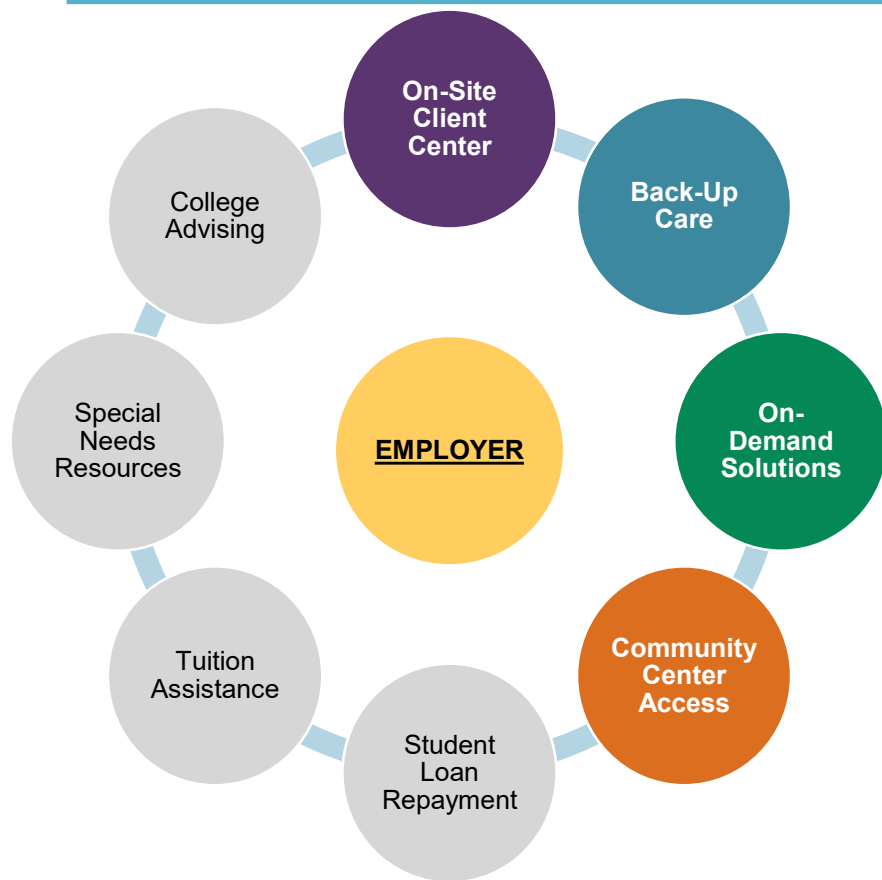 On-Site
Client
Center
Back-Up
Care
On-
Demand
Solutions
Community
Center
Access
Student
Loan
Repayment
Tuition
Assistance
Special
Needs
Resources
College
Advising
EMPLOYER